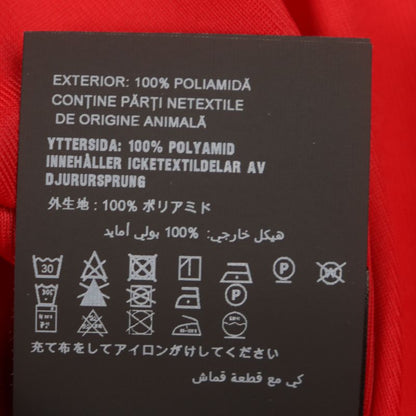 EXTERIOR: 100% POLIAMIDĂ
CONȚINE PĂRȚI NETEXTILE
DE ORIGINE ANIMALĂ
YTTERSIDA: 100% POLYAMID
INNEHÅLLER ICKETEXTILDELAR AV
DJURURSPRUNG
外生地 : 100% ポリアミド
هيكل خارجي: 100% بولي أمايد
30 P W
充て布をしてアイロンがけしてください
كي مع قطعة قماش